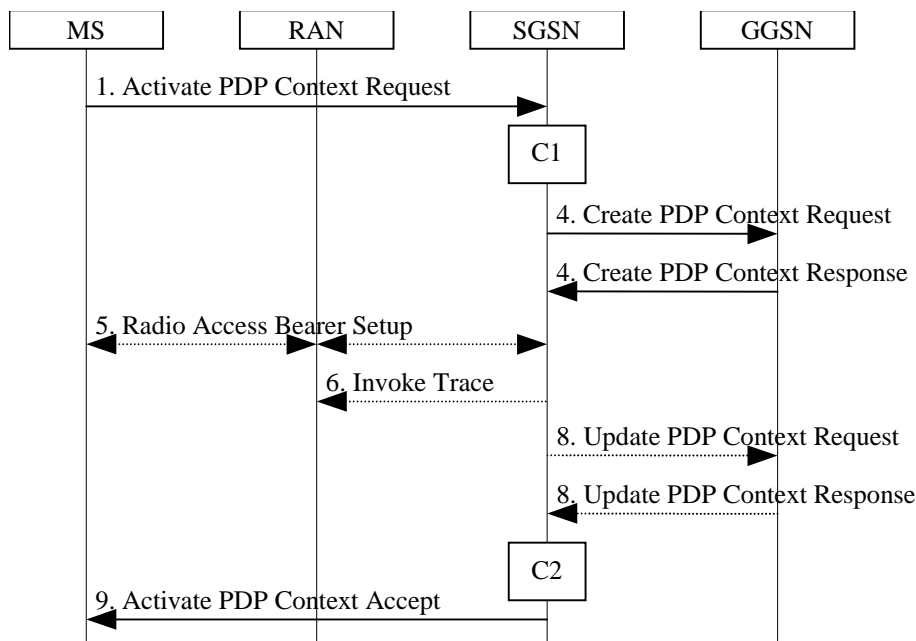 MS RAN SGSN GGSN
1. Activate PDP Context Request
C1
4. Create PDP Context Request
4. Create PDP Context Response
5. Radio Access Bearer Setup
6. Invoke Trace
8. Update PDP Context Request
8. Update PDP Context Response
C2
9. Activate PDP Context Accept